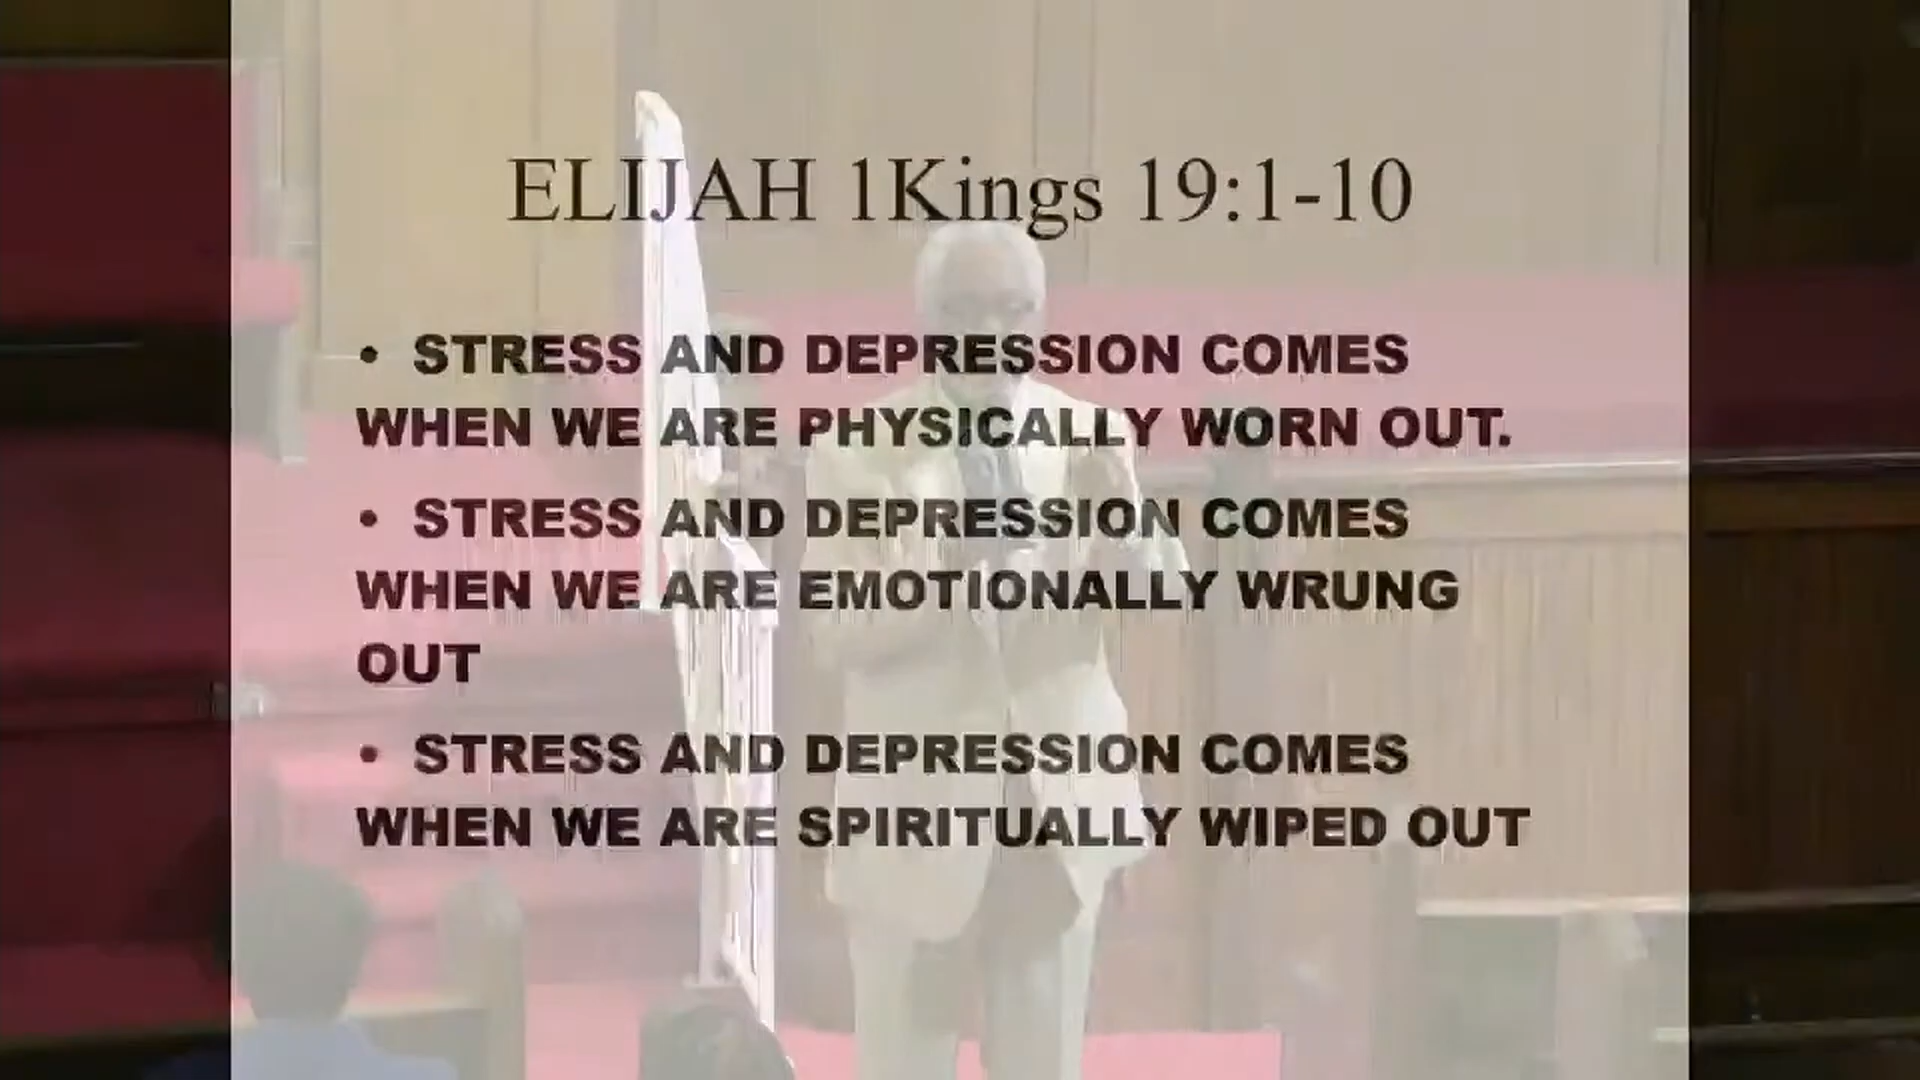 ELIJAH 1Kings 19:1-10
• STRESS AND DEPRESSION COMES
WHEN WE ARE PHYSICALLY WORN OUT.
• STRESS AND DEPRESSION COMES
WHEN WE ARE EMOTIONALLY WRUNG
OUT
• STRESS AND DEPRESSION COMES
WHEN WE ARE SPIRITUALLY WIPED OUT